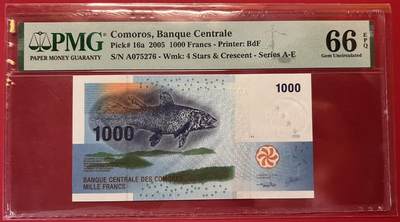 PMG
PAPER MONEY GUARANTY
Comoros, Banque Centrale
Pick# 16a 2005 1000 Francs - Printer: BdF
S/N A075276 - Wmk: 4 Stars & Crescent - Series A-E
66 EPQ
Gem Uncirculated
1000
1000
BANQUE CENTRALE DES COMORES
MILLE FRANCS